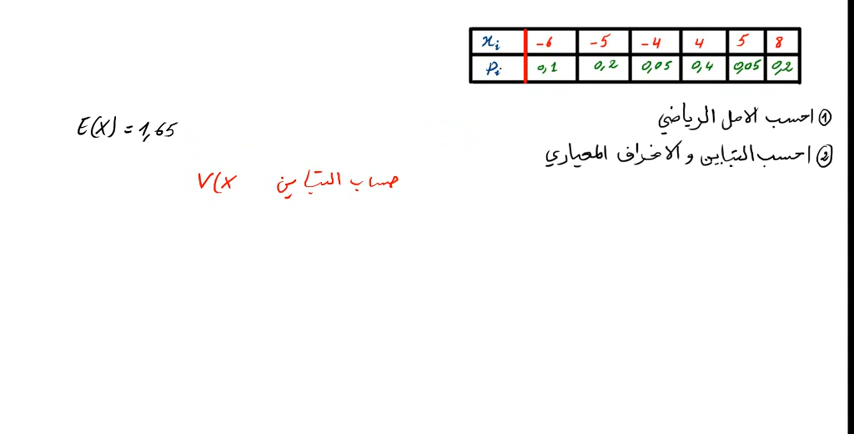 xi -6 -5 -4 4 5 8
Pi 0,1 0,2 0,05 0,4 0,05 0,2
① احسب الامل الرياضي
② احسب التباين و الانحراف المعياري
E(X) = 1,65
حساب التباين V(X